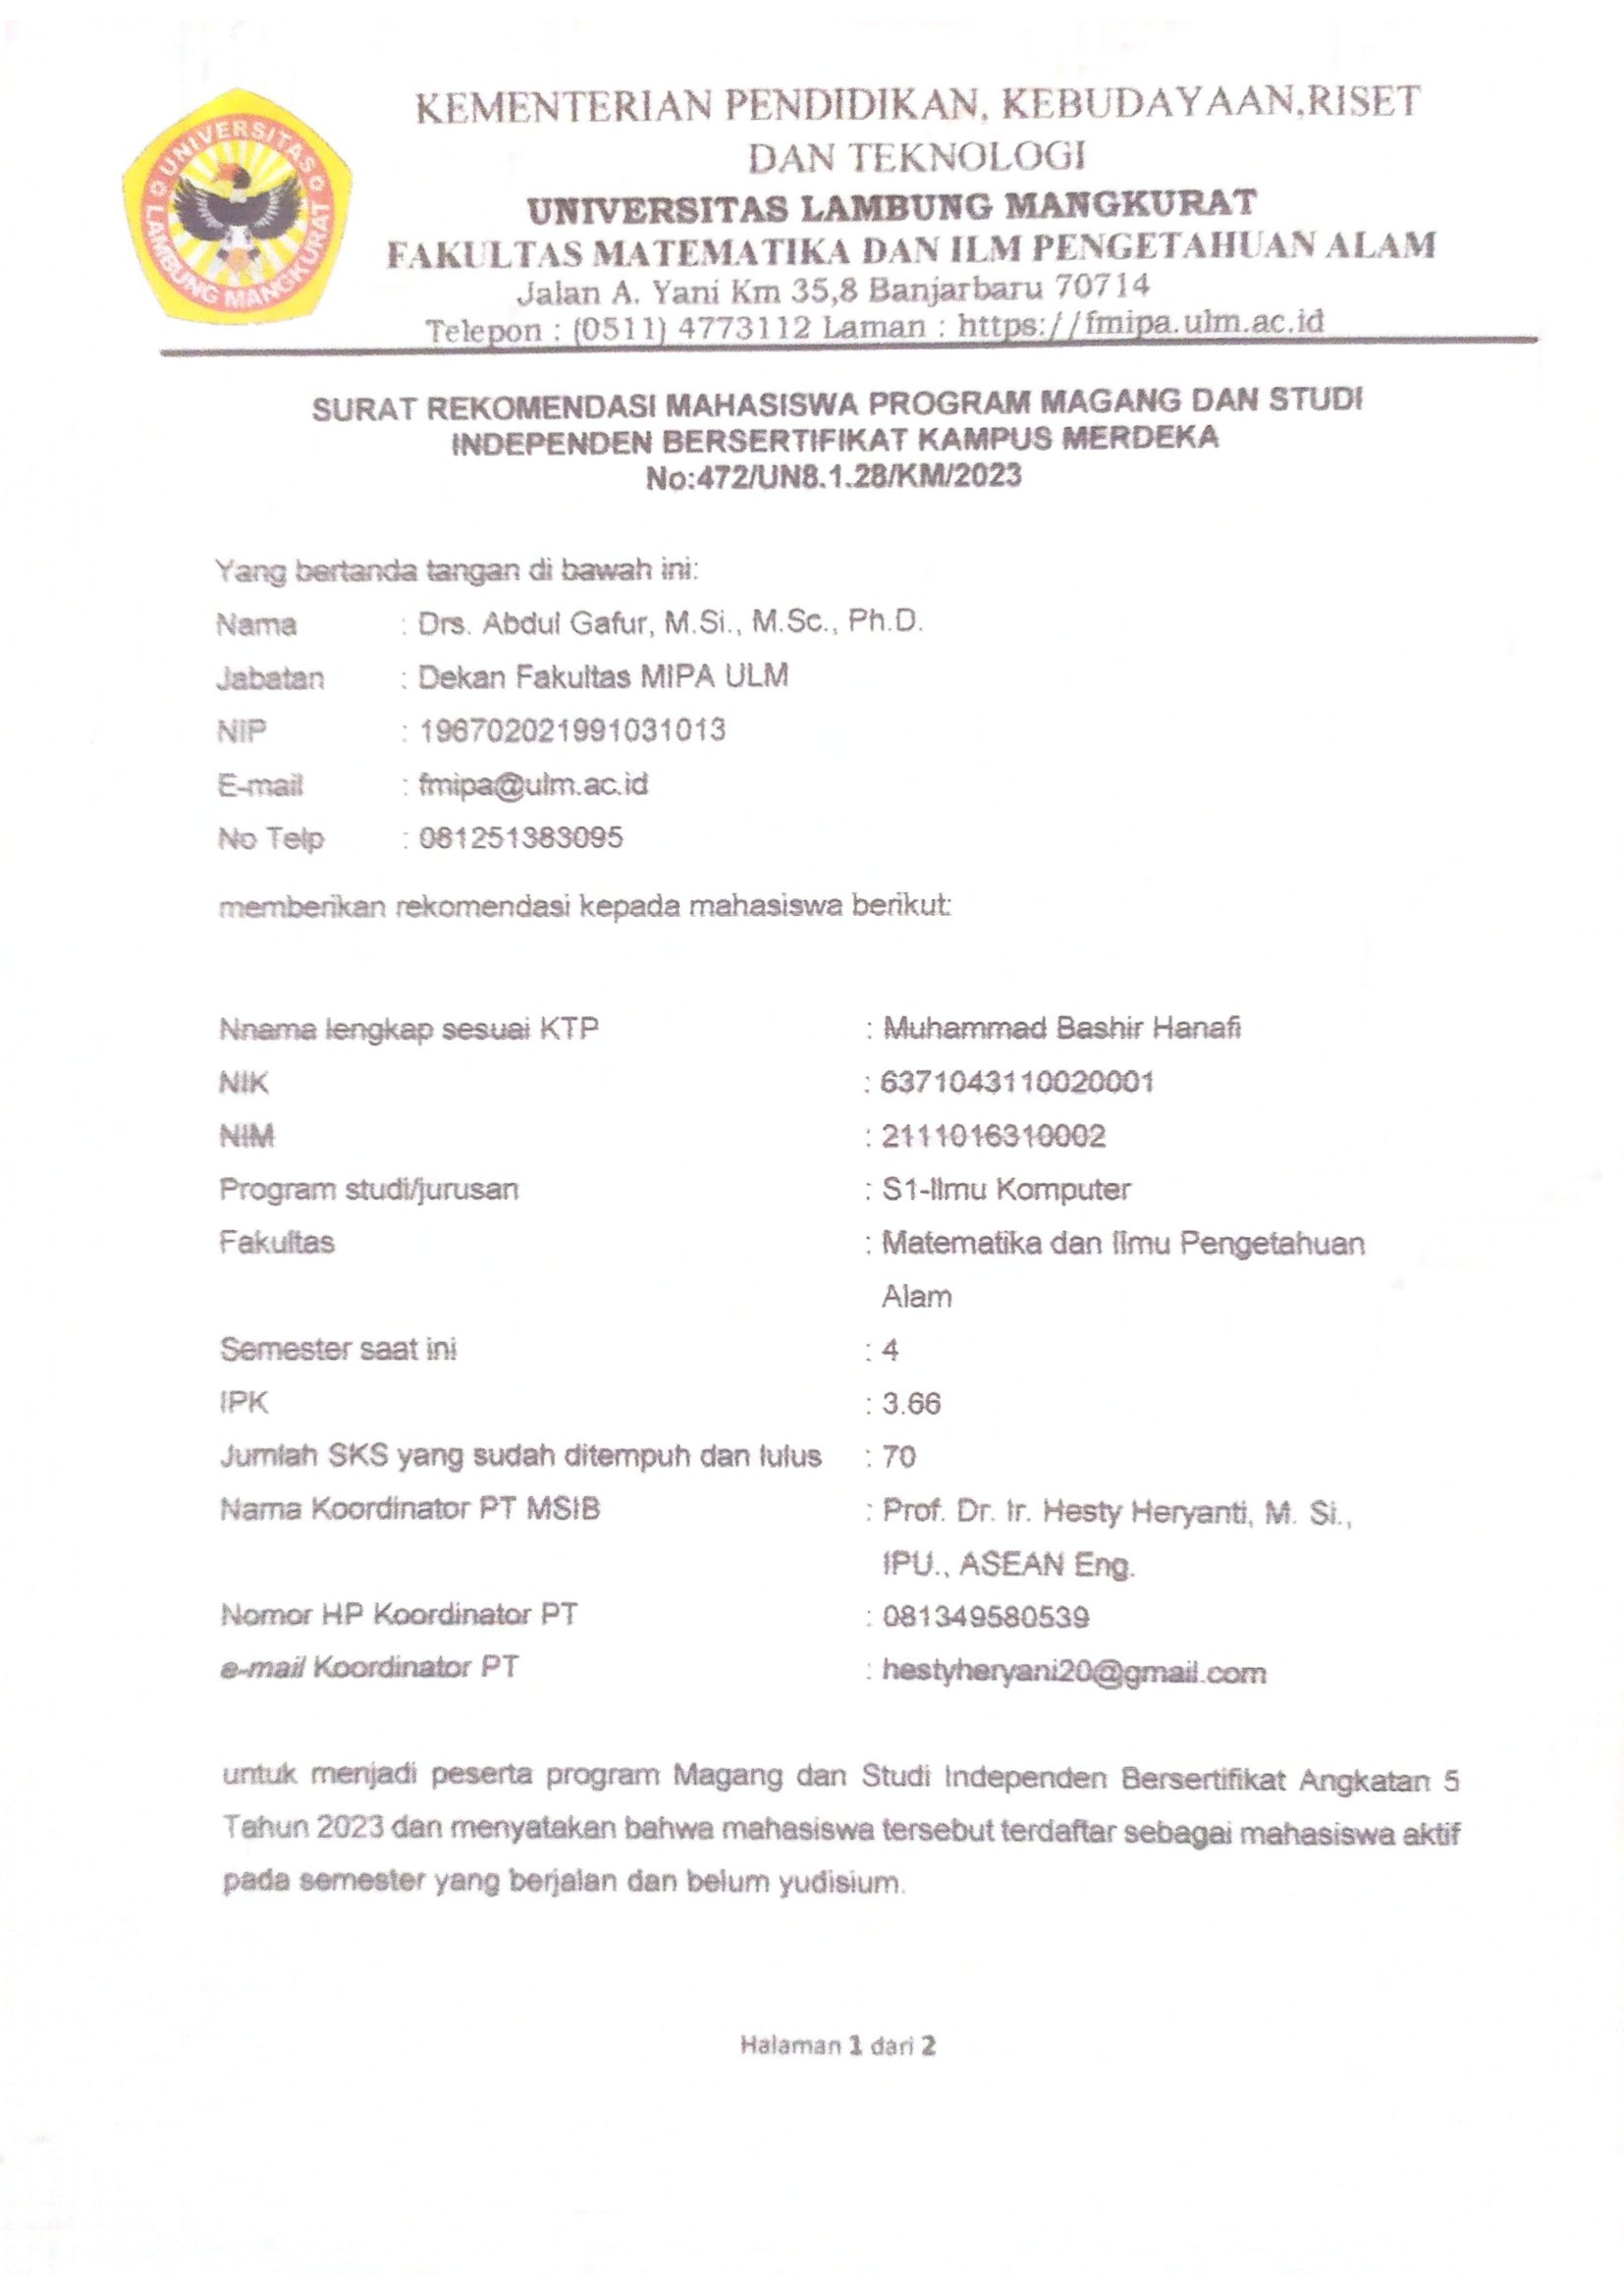 UNIVERSITAS LAMBUNG MANGKURAT
KEMENTERIAN PENDIDIKAN, KEBUDAYAAN,RISET
DAN TEKNOLOGI
UNIVERSITAS LAMBUNG MANGKURAT
FAKULTAS MATEMATIKA DAN ILM PENGETAHUAN ALAM
Jalan A. Yani Km 35,8 Banjarbaru 70714
Telepon : (0511) 4773112 Laman : https://fmipa.ulm.ac.id
SURAT REKOMENDASI MAHASISWA PROGRAM MAGANG DAN STUDI
INDEPENDEN BERSERTIFIKAT KAMPUS MERDEKA
No:472/UN8.1.28/KM/2023
Yang bertanda tangan di bawah ini:
Nama : Drs. Abdul Gafur, M.Si., M.Sc., Ph.D.
Jabatan : Dekan Fakultas MIPA ULM
NIP : 196702021991031013
E-mail : fmipa@ulm.ac.id
No Telp : 081251383095
memberikan rekomendasi kepada mahasiswa berikut:
Nnama lengkap sesuai KTP : Muhammad Bashir Hanafi
NIK : 6371043110020001
NIM : 2111016310002
Program studi/jurusan : S1-Ilmu Komputer
Fakultas : Matematika dan Ilmu Pengetahuan
Alam
Semester saat ini : 4
IPK : 3.66
Jumlah SKS yang sudah ditempuh dan lulus : 70
Nama Koordinator PT MSIB : Prof. Dr. Ir. Hesty Heryanti, M. Si.,
IPU., ASEAN Eng.
Nomor HP Koordinator PT : 081349580539
e-mail Koordinator PT : hestyheryani20@gmail.com
untuk menjadi peserta program Magang dan Studi Independen Bersertifikat Angkatan 5
Tahun 2023 dan menyatakan bahwa mahasiswa tersebut terdaftar sebagai mahasiswa aktif
pada semester yang berjalan dan belum yudisium.
Halaman 1 dari 2